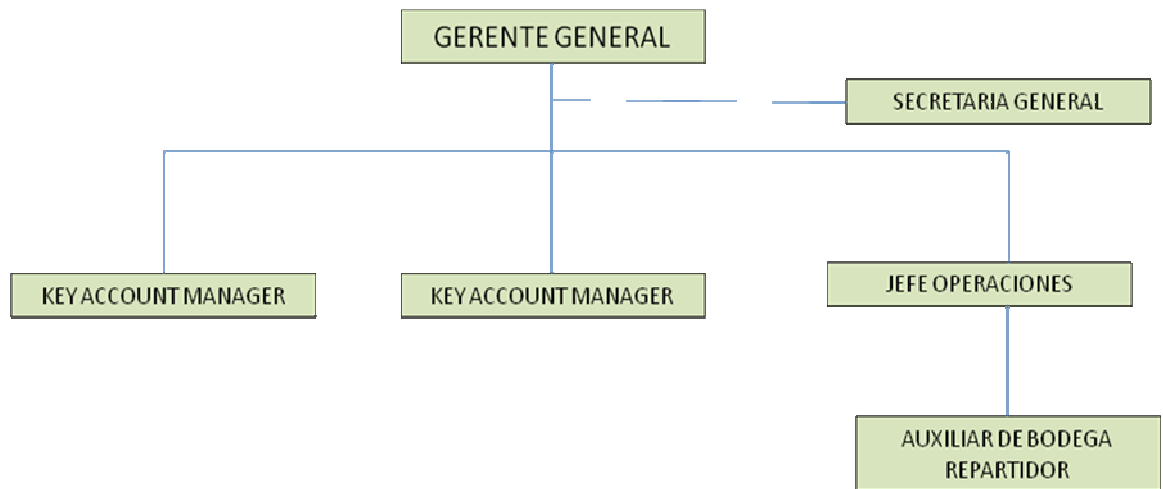 GERENTE GENERAL
SECRETARIA GENERAL
KEY ACCOUNT MANAGER
KEY ACCOUNT MANAGER
JEFE OPERACIONES
AUXILIAR DE BODEGA
REPARTIDOR